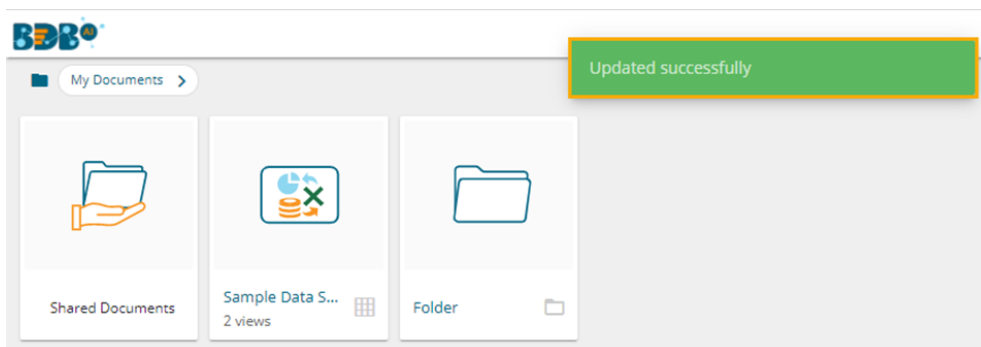 BDB AI
Updated successfully
My Documents
Shared Documents
Sample Data S...
2 views
Folder